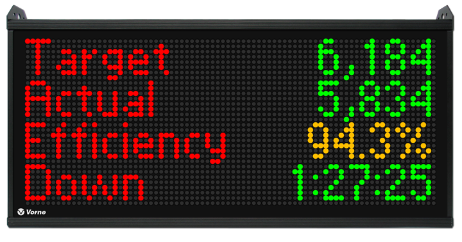 Target 6,184
Actual 5,834
Efficiency 94.3%
Down 1:27:25
Vorne